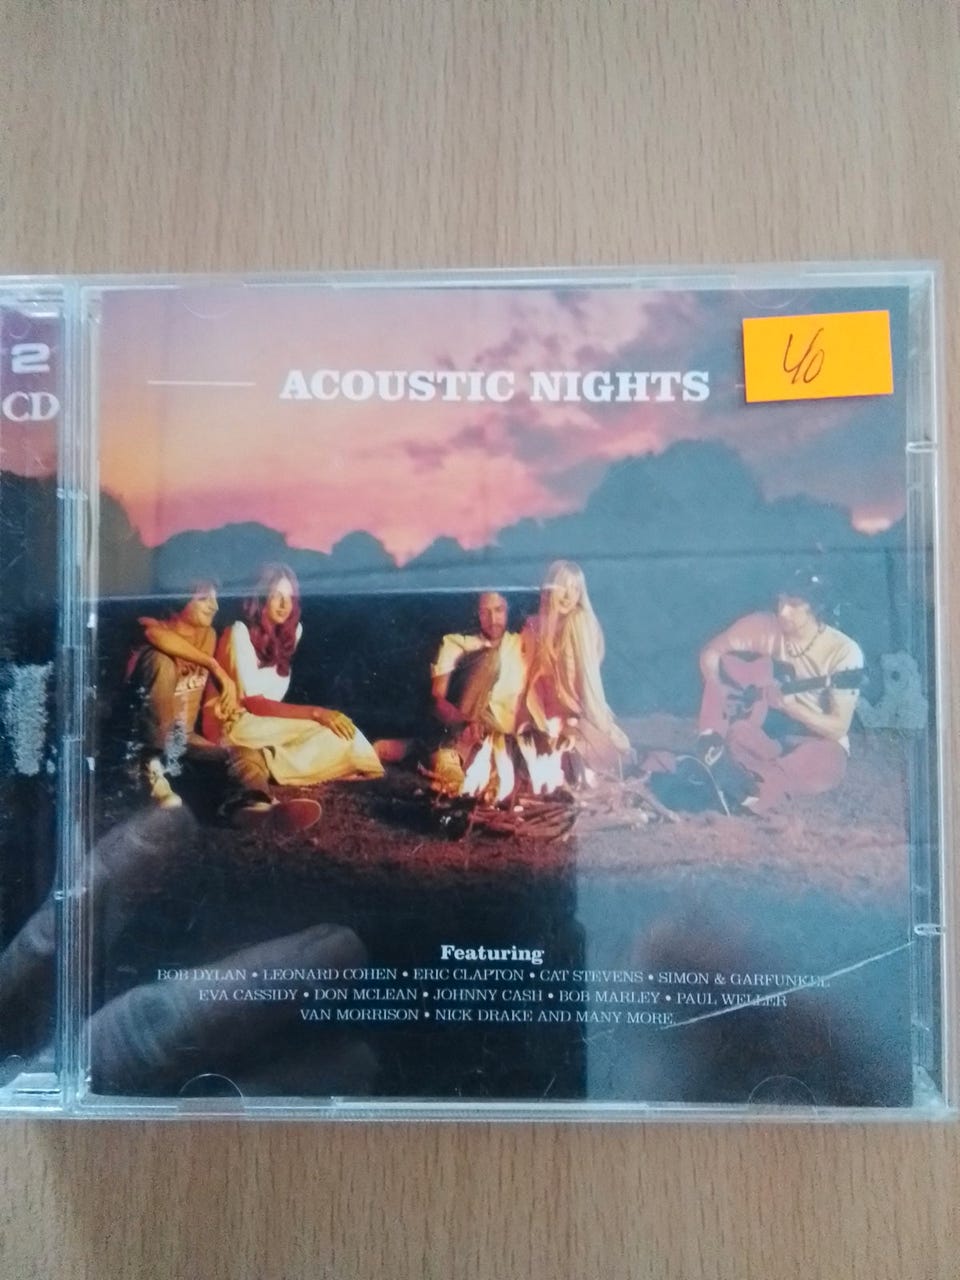 2
CD
ACOUSTIC NIGHTS
40
Featuring
BOB DYLAN • LEONARD COHEN • ERIC CLAPTON • CAT STEVENS • SIMON & GARFUNKEL
EVA CASSIDY • DON MCLEAN • JOHNNY CASH • BOB MARLEY • PAUL WELLER
VAN MORRISON • NICK DRAKE AND MANY MORE